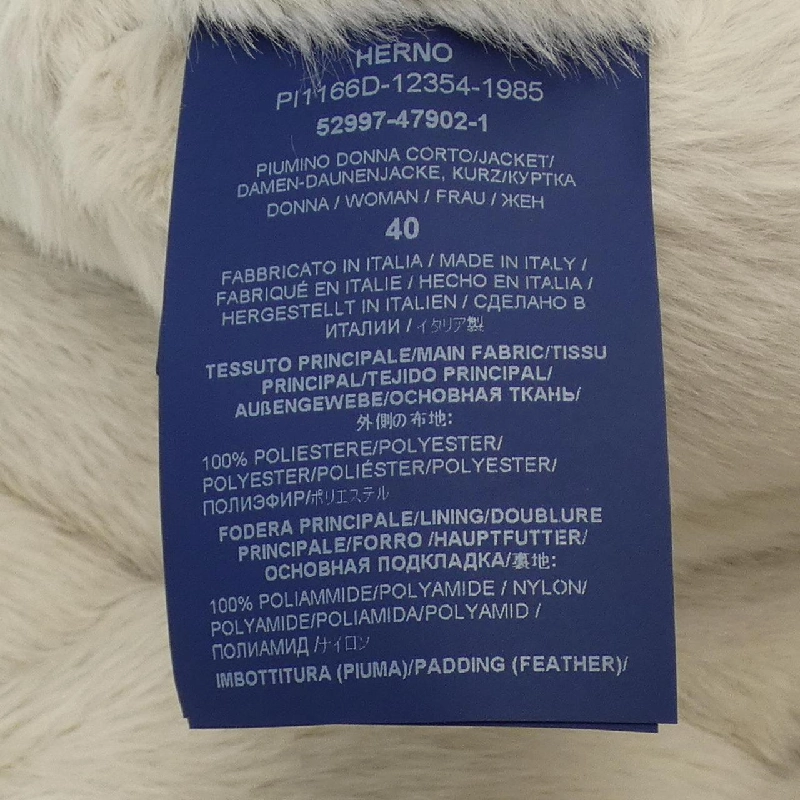 HERNO
PI1166D-12354-1985
52997-47902-1
PIUMINO DONNA CORTO/JACKET/
DAMEN-DAUNENJACKE, KURZ/КУРТКА
DONNA / WOMAN / FRAU / ЖЕН
40
FABBRICATO IN ITALIA / MADE IN ITALY /
FABRIQUÉ EN ITALIE / HECHO EN ITALIA /
HERGESTELLT IN ITALIEN / СДЕЛАНО В
ИТАЛИИ / イタリア製
TESSUTO PRINCIPALE/MAIN FABRIC/TISSU
PRINCIPAL/TEJIDO PRINCIPAL/
AUßENGEWEBE/ОСНОВНАЯ ТКАНЬ/
外側の布地:
100% POLIESTERE/POLYESTER/
POLYESTER/POLIÉSTER/POLYESTER/
ПОЛИЭФИР/ポリエステル
FODERA PRINCIPALE/LINING/DOUBLURE
PRINCIPALE/FORRO /HAUPTFUTTER/
ОСНОВНАЯ ПОДКЛАДКА/裏地:
100% POLIAMMIDE/POLYAMIDE / NYLON/
POLYAMIDE/POLIAMIDA/POLYAMID /
ПОЛИАМИД /ナイロン
IMBOTTITURA (PIUMA)/PADDING (FEATHER)/